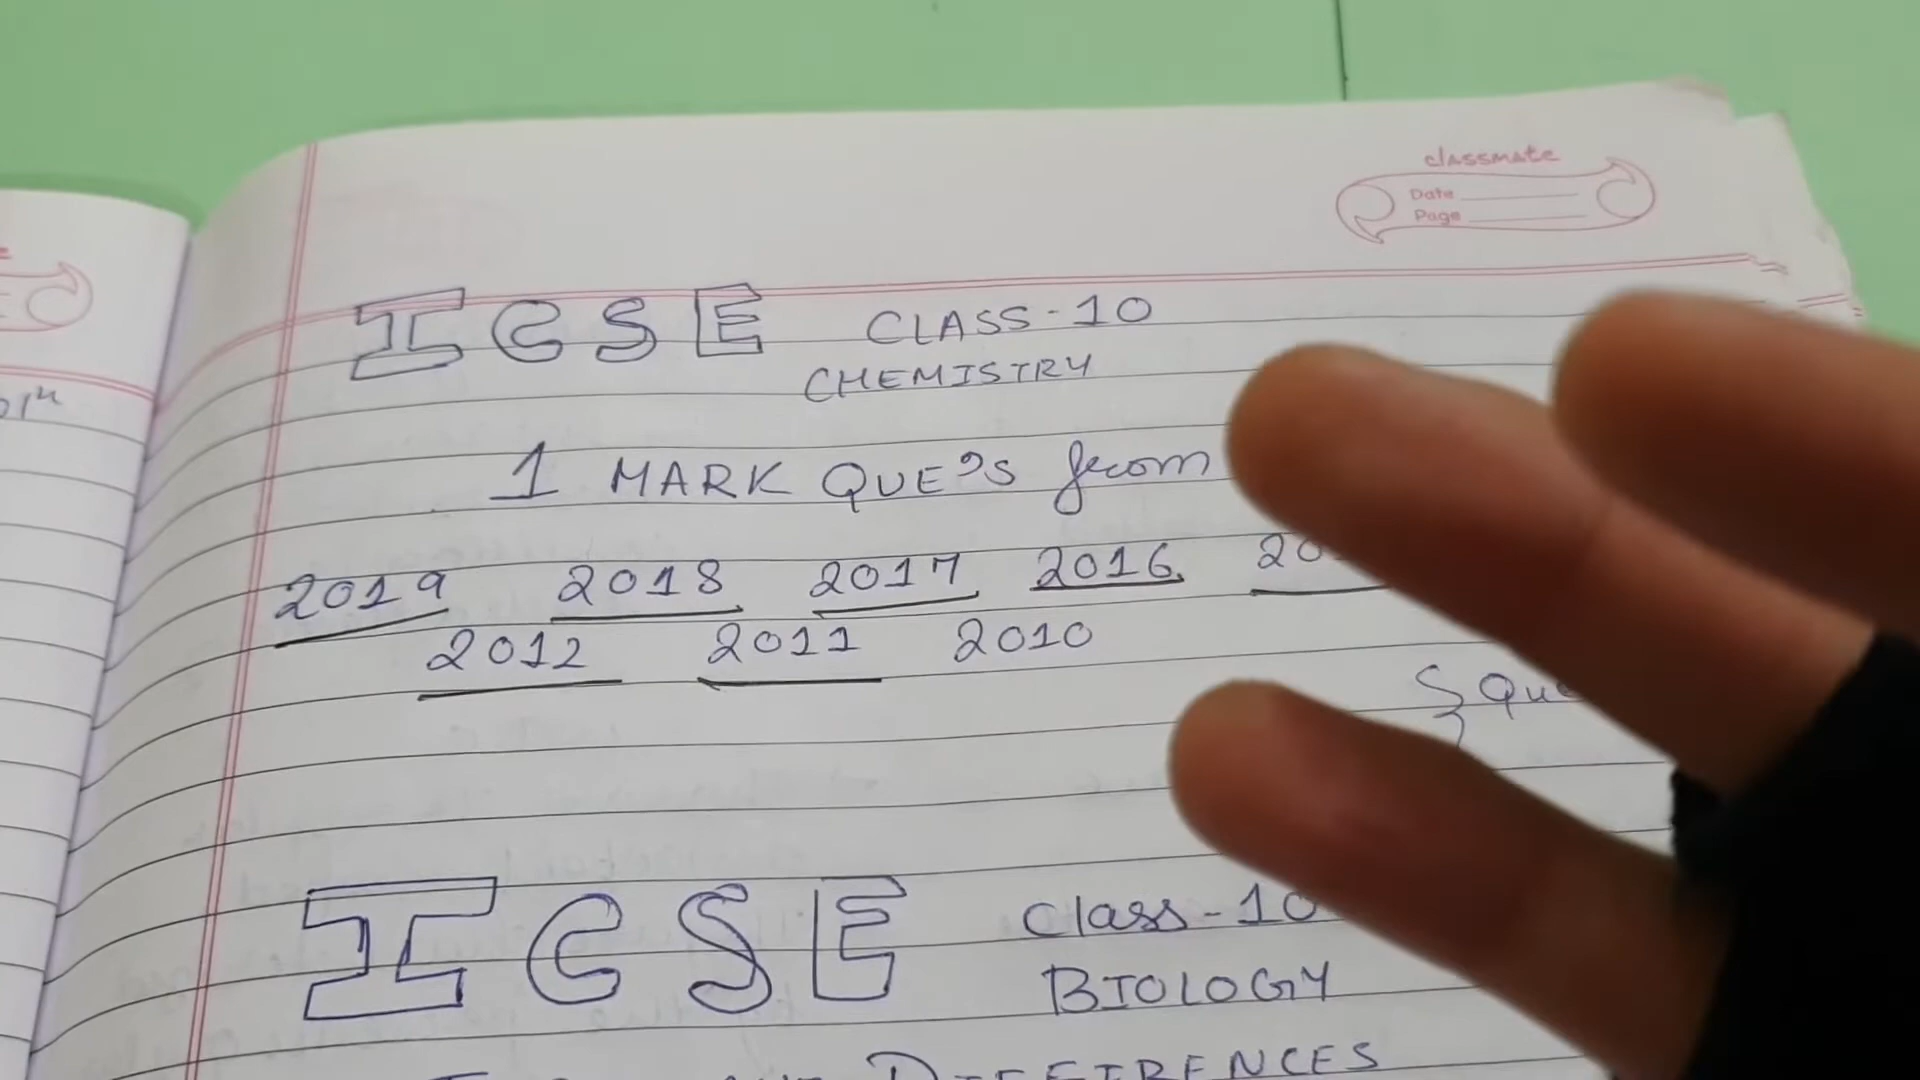 classmate
Date
Page
ICSE CLASS-10
CHEMISTRY
1 MARK QUE'S from
2019 2018 2017 2016
2012 2011 2010
ICSE Class-10
BIOLOGY
DIFFERENCES